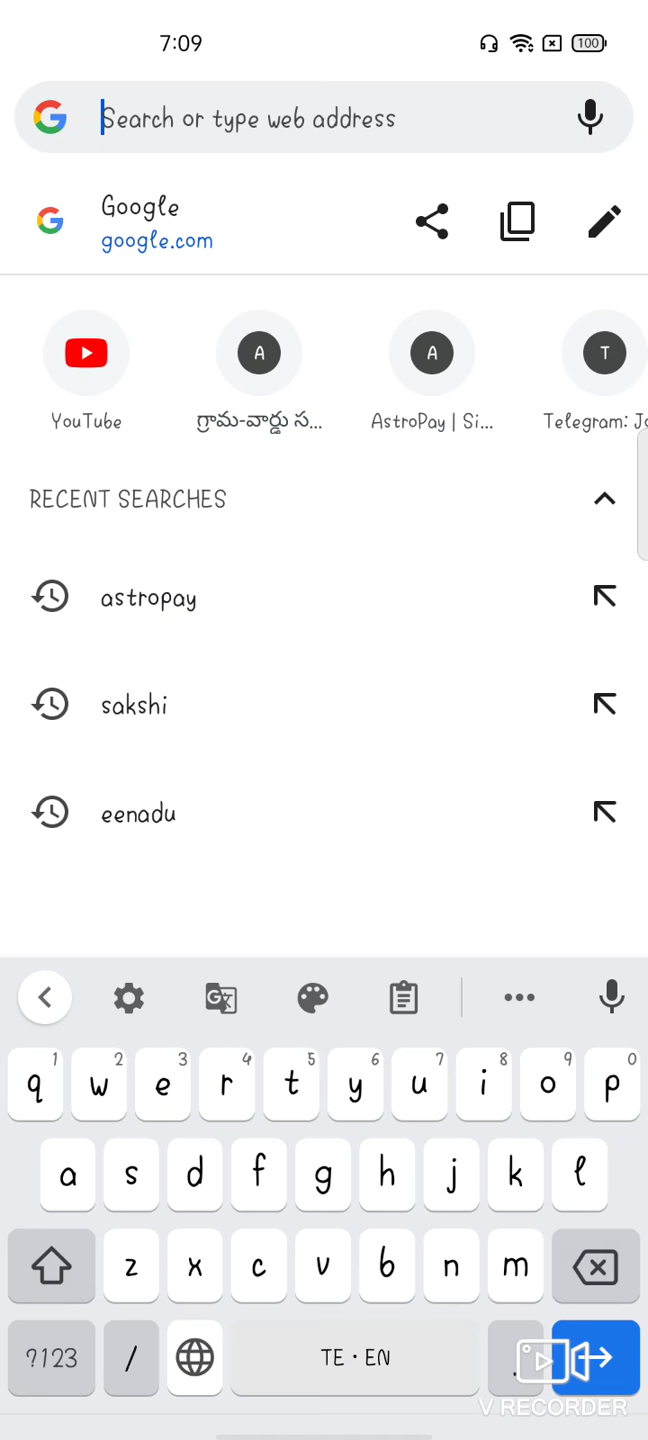 7:09
100
Search or type web address
Google
google.com
YouTube
గ్రామ-వార్డు స...
AstroPay | Si...
Telegram: Jo
RECENT SEARCHES
astropay
sakshi
eenadu
1 2 3 4 5 6 7 8 9 0
q w e r t y u i o p
a s d f g h j k l
z x c v b n m
?123 / TE • EN .
V RECORDER